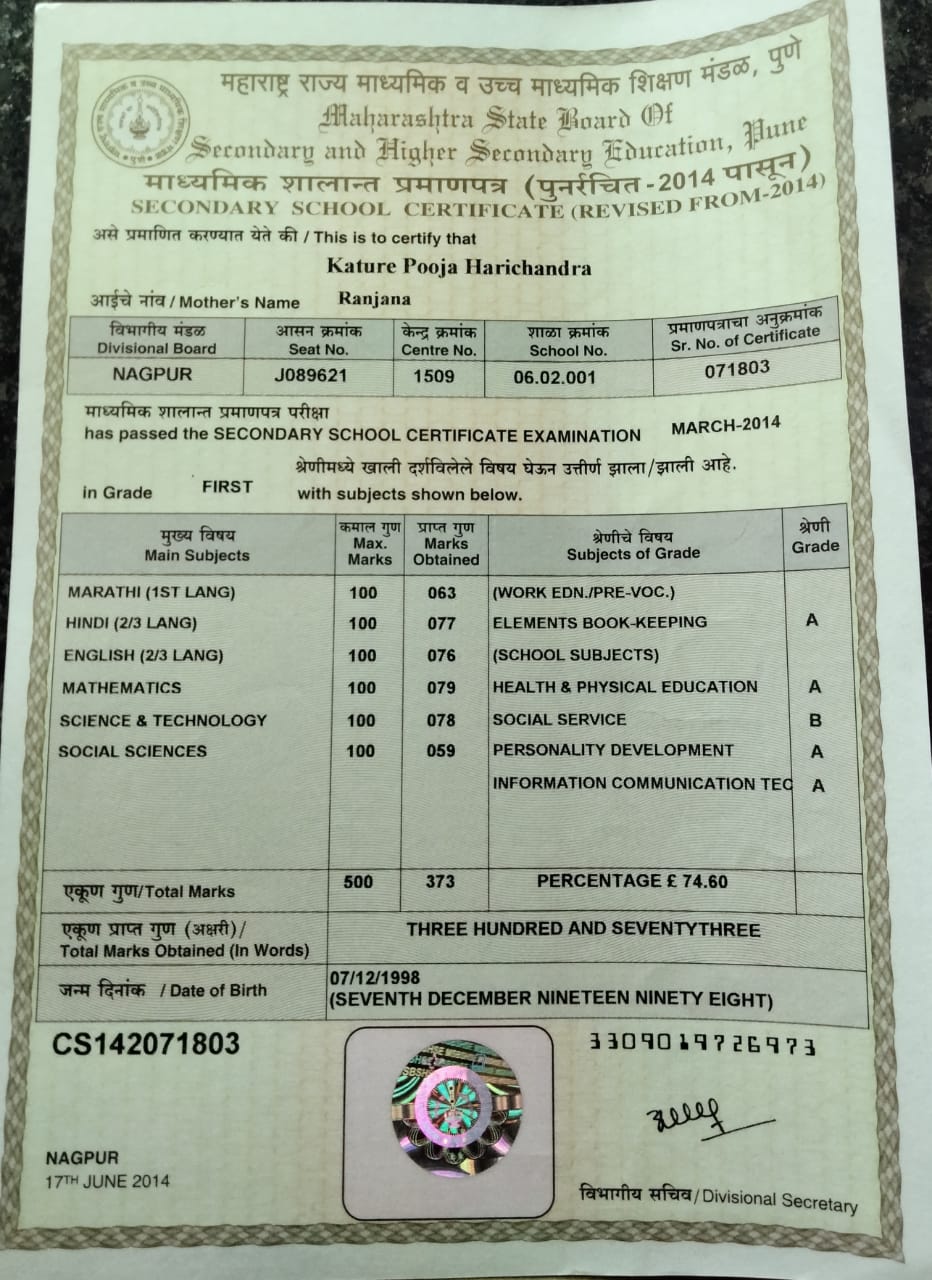 महाराष्ट्र राज्य माध्यमिक व उच्च माध्यमिक शिक्षण मंडळ, पुणे
Maharashtra State Board Of
Secondary and Higher Secondary Education, Pune
माध्यमिक शालान्त प्रमाणपत्र (पुनर्रचित-2014 पासून)
SECONDARY SCHOOL CERTIFICATE (REVISED FROM-2014)
असे प्रमाणित करण्यात येते की / This is to certify that
Kature Pooja Harichandra
आईचे नांव / Mother's Name Ranjana
विभागीय मंडळ आसन क्रमांक केन्द्र क्रमांक शाळा क्रमांक प्रमाणपत्राचा अनुक्रमांक
Divisional Board Seat No. Centre No. School No. Sr. No. of Certificate
NAGPUR J089621 1509 06.02.001 071803
माध्यमिक शालान्त प्रमाणपत्र परीक्षा
has passed the SECONDARY SCHOOL CERTIFICATE EXAMINATION MARCH-2014
श्रेणीमध्ये खाली दर्शविलेले विषय घेऊन उत्तीर्ण झाला/झाली आहे.
in Grade FIRST with subjects shown below.
मुख्य विषय कमाल गुण प्राप्त गुण श्रेणीचे विषय श्रेणी
Main Subjects Max. Marks Marks Obtained Subjects of Grade Grade
MARATHI (1ST LANG) 100 063 (WORK EDN./PRE-VOC.)
HINDI (2/3 LANG) 100 077 ELEMENTS BOOK-KEEPING A
ENGLISH (2/3 LANG) 100 076 (SCHOOL SUBJECTS)
MATHEMATICS 100 079 HEALTH & PHYSICAL EDUCATION A
SCIENCE & TECHNOLOGY 100 078 SOCIAL SERVICE B
SOCIAL SCIENCES 100 059 PERSONALITY DEVELOPMENT A
INFORMATION COMMUNICATION TEC A
एकूण गुण/Total Marks 500 373 PERCENTAGE £ 74.60
एकूण प्राप्त गुण (अक्षरी)/
Total Marks Obtained (In Words) THREE HUNDRED AND SEVENTYTHREE
जन्म दिनांक / Date of Birth 07/12/1998
(SEVENTH DECEMBER NINETEEN NINETY EIGHT)
CS142071803 3309019726973
NAGPUR
17TH JUNE 2014
विभागीय सचिव/Divisional Secretary